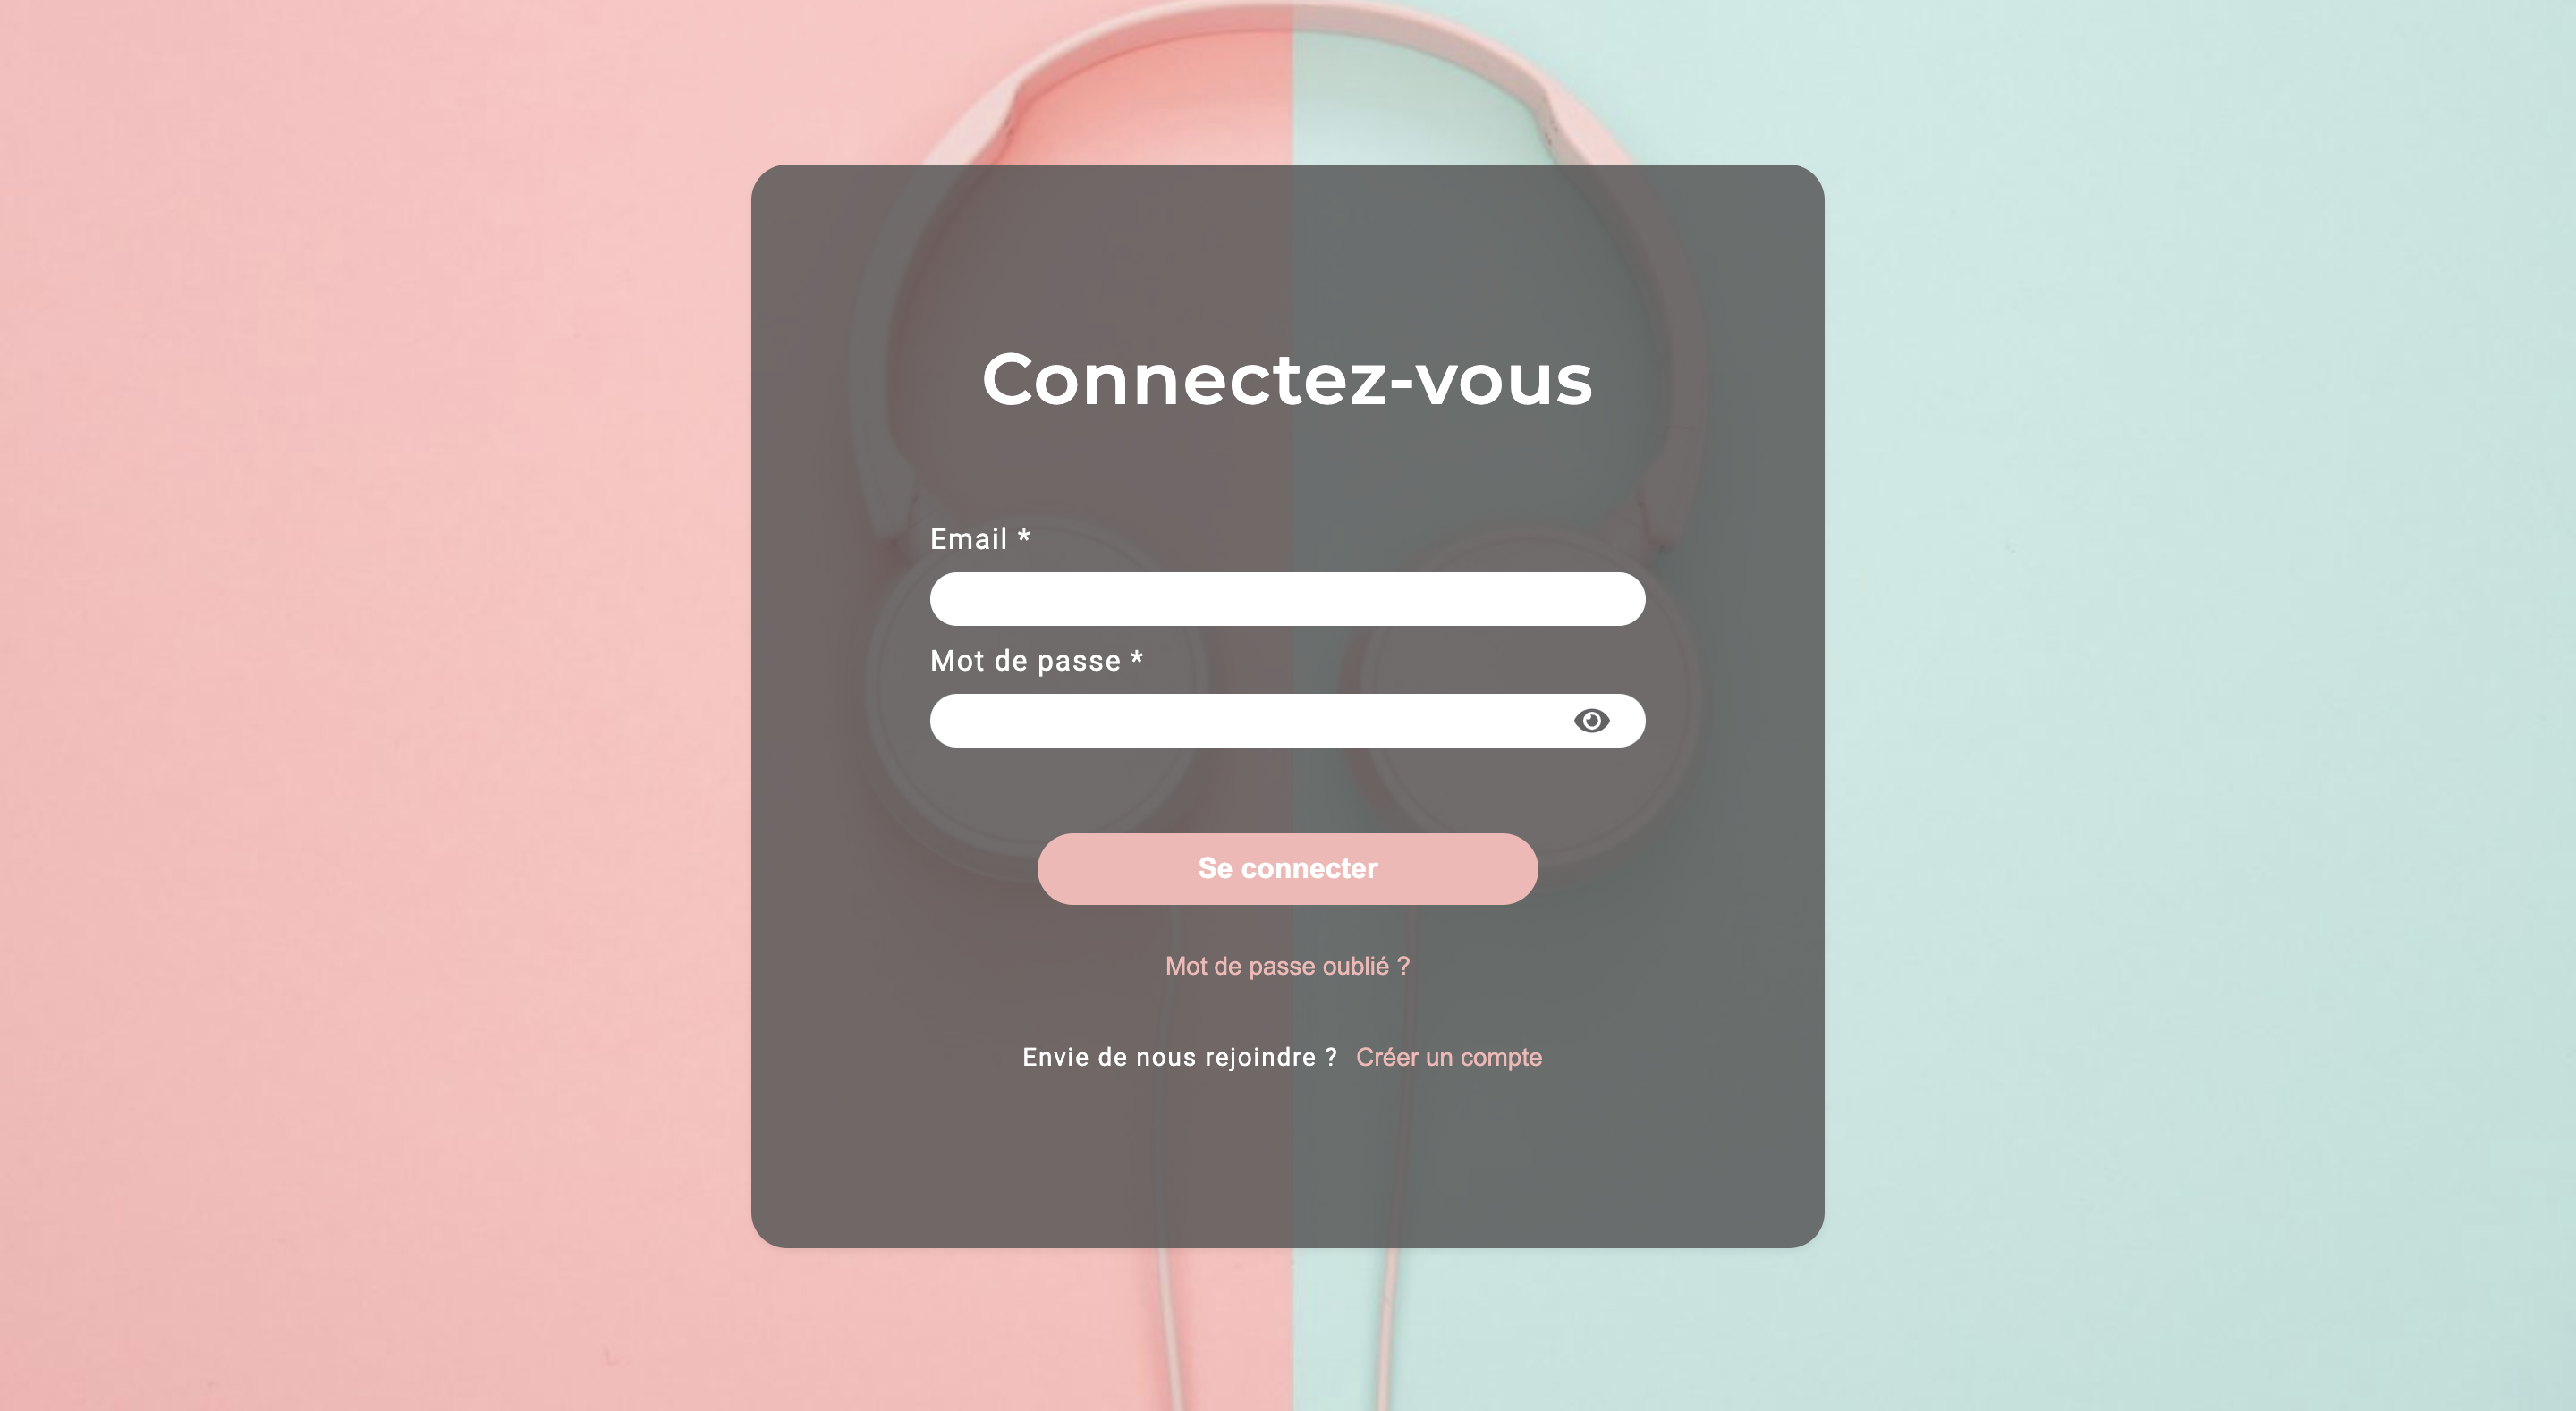 Connectez-vous
Email *
Mot de passe *
Se connecter
Mot de passe oublié ?
Envie de nous rejoindre ? Créer un compte